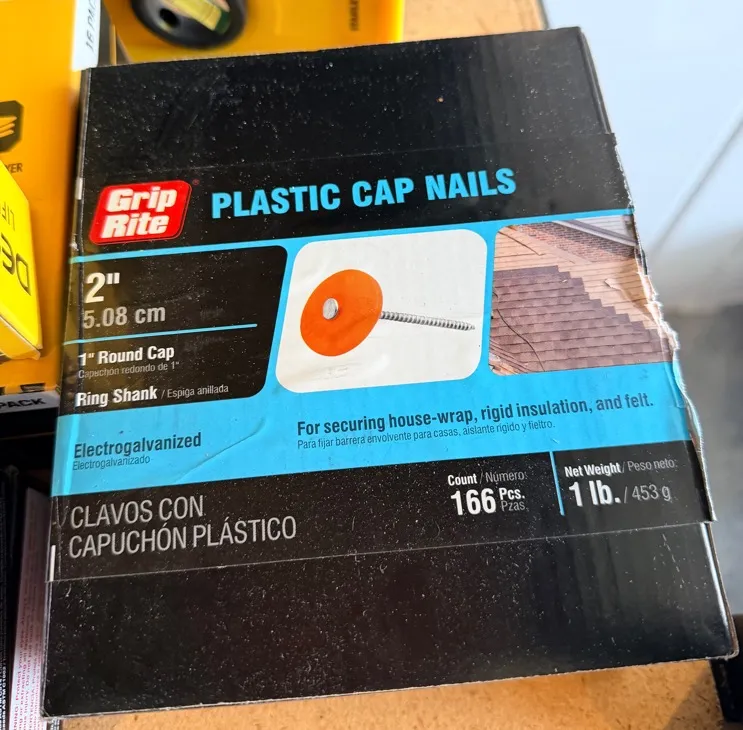 Grip
Rite
PLASTIC CAP NAILS
2"
5.08 cm
1" Round Cap
Capuchón redondo de 1"
Ring Shank / Espiga anillada
Electrogalvanized
Electrogalvanizado
For securing house-wrap, rigid insulation, and felt.
Para fijar barrera envolvente para casas, aislante rígido y fieltro.
CLAVOS CON
CAPUCHÓN PLÁSTICO
Count / Número:
166 Pcs.
Pzas.
Net Weight / Peso neto:
1 lb. / 453 g
PACK